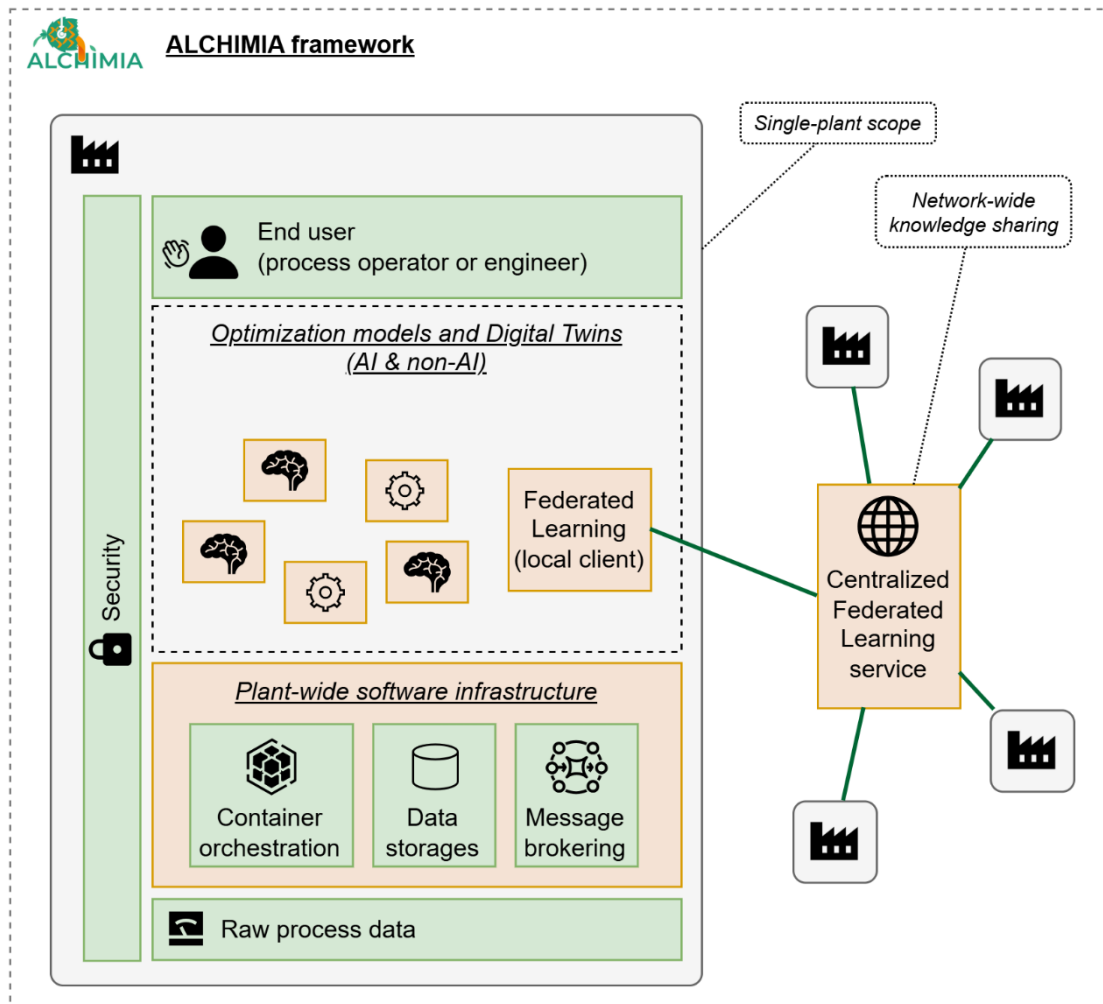 ALCHÌMIA
ALCHIMIA framework
Single-plant scope
Network-wide
knowledge sharing
End user
(process operator or engineer)
Optimization models and Digital Twins
(AI & non-AI)
Federated
Learning
(local client)
Security
Centralized
Federated
Learning
service
Plant-wide software infrastructure
Container
orchestration
Data
storages
Message
brokering
Raw process data